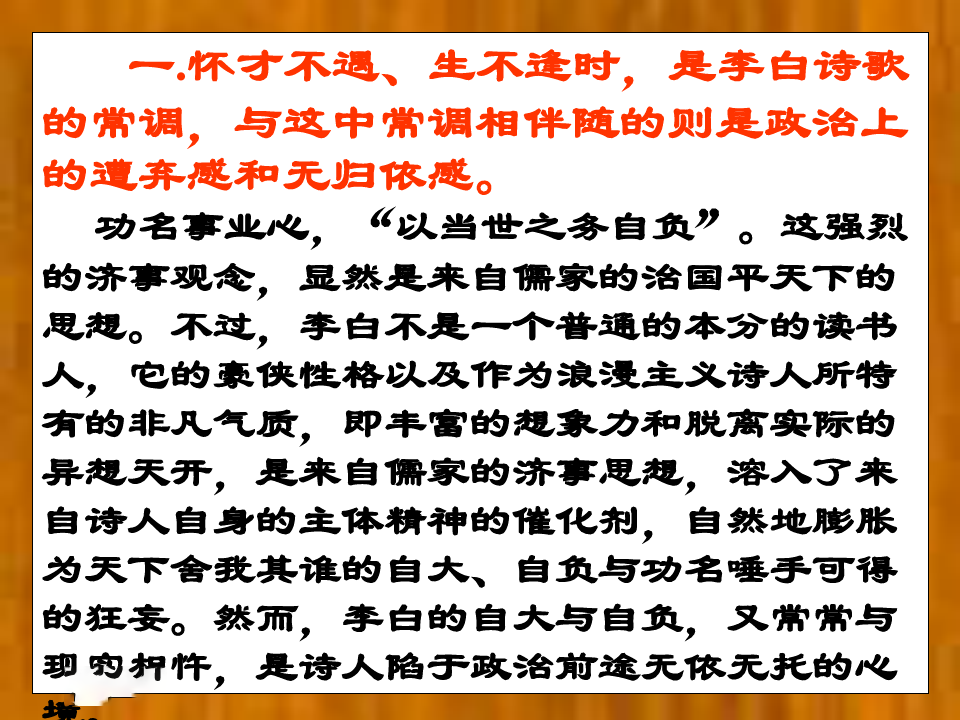 一.怀才不遇、生不逢时，是李白诗歌
的常调，与这中常调相伴随的则是政治上
的遭弃感和无归依感。
功名事业心，“以当世之务自负”。这强烈
的济事观念，显然是来自儒家的治国平天下的
思想。不过，李白不是一个普通的本分的读书
人，它的豪侠性格以及作为浪漫主义诗人所特
有的非凡气质，即丰富的想象力和脱离实际的
异想天开，是来自儒家的济事思想，溶入了来
自诗人自身的主体精神的催化剂，自然地膨胀
为天下舍我其谁的自大、自负与功名唾手可得
的狂妄。然而，李白的自大与自负，又常常与
现 忤，是诗人陷于政治前途无依无托的心